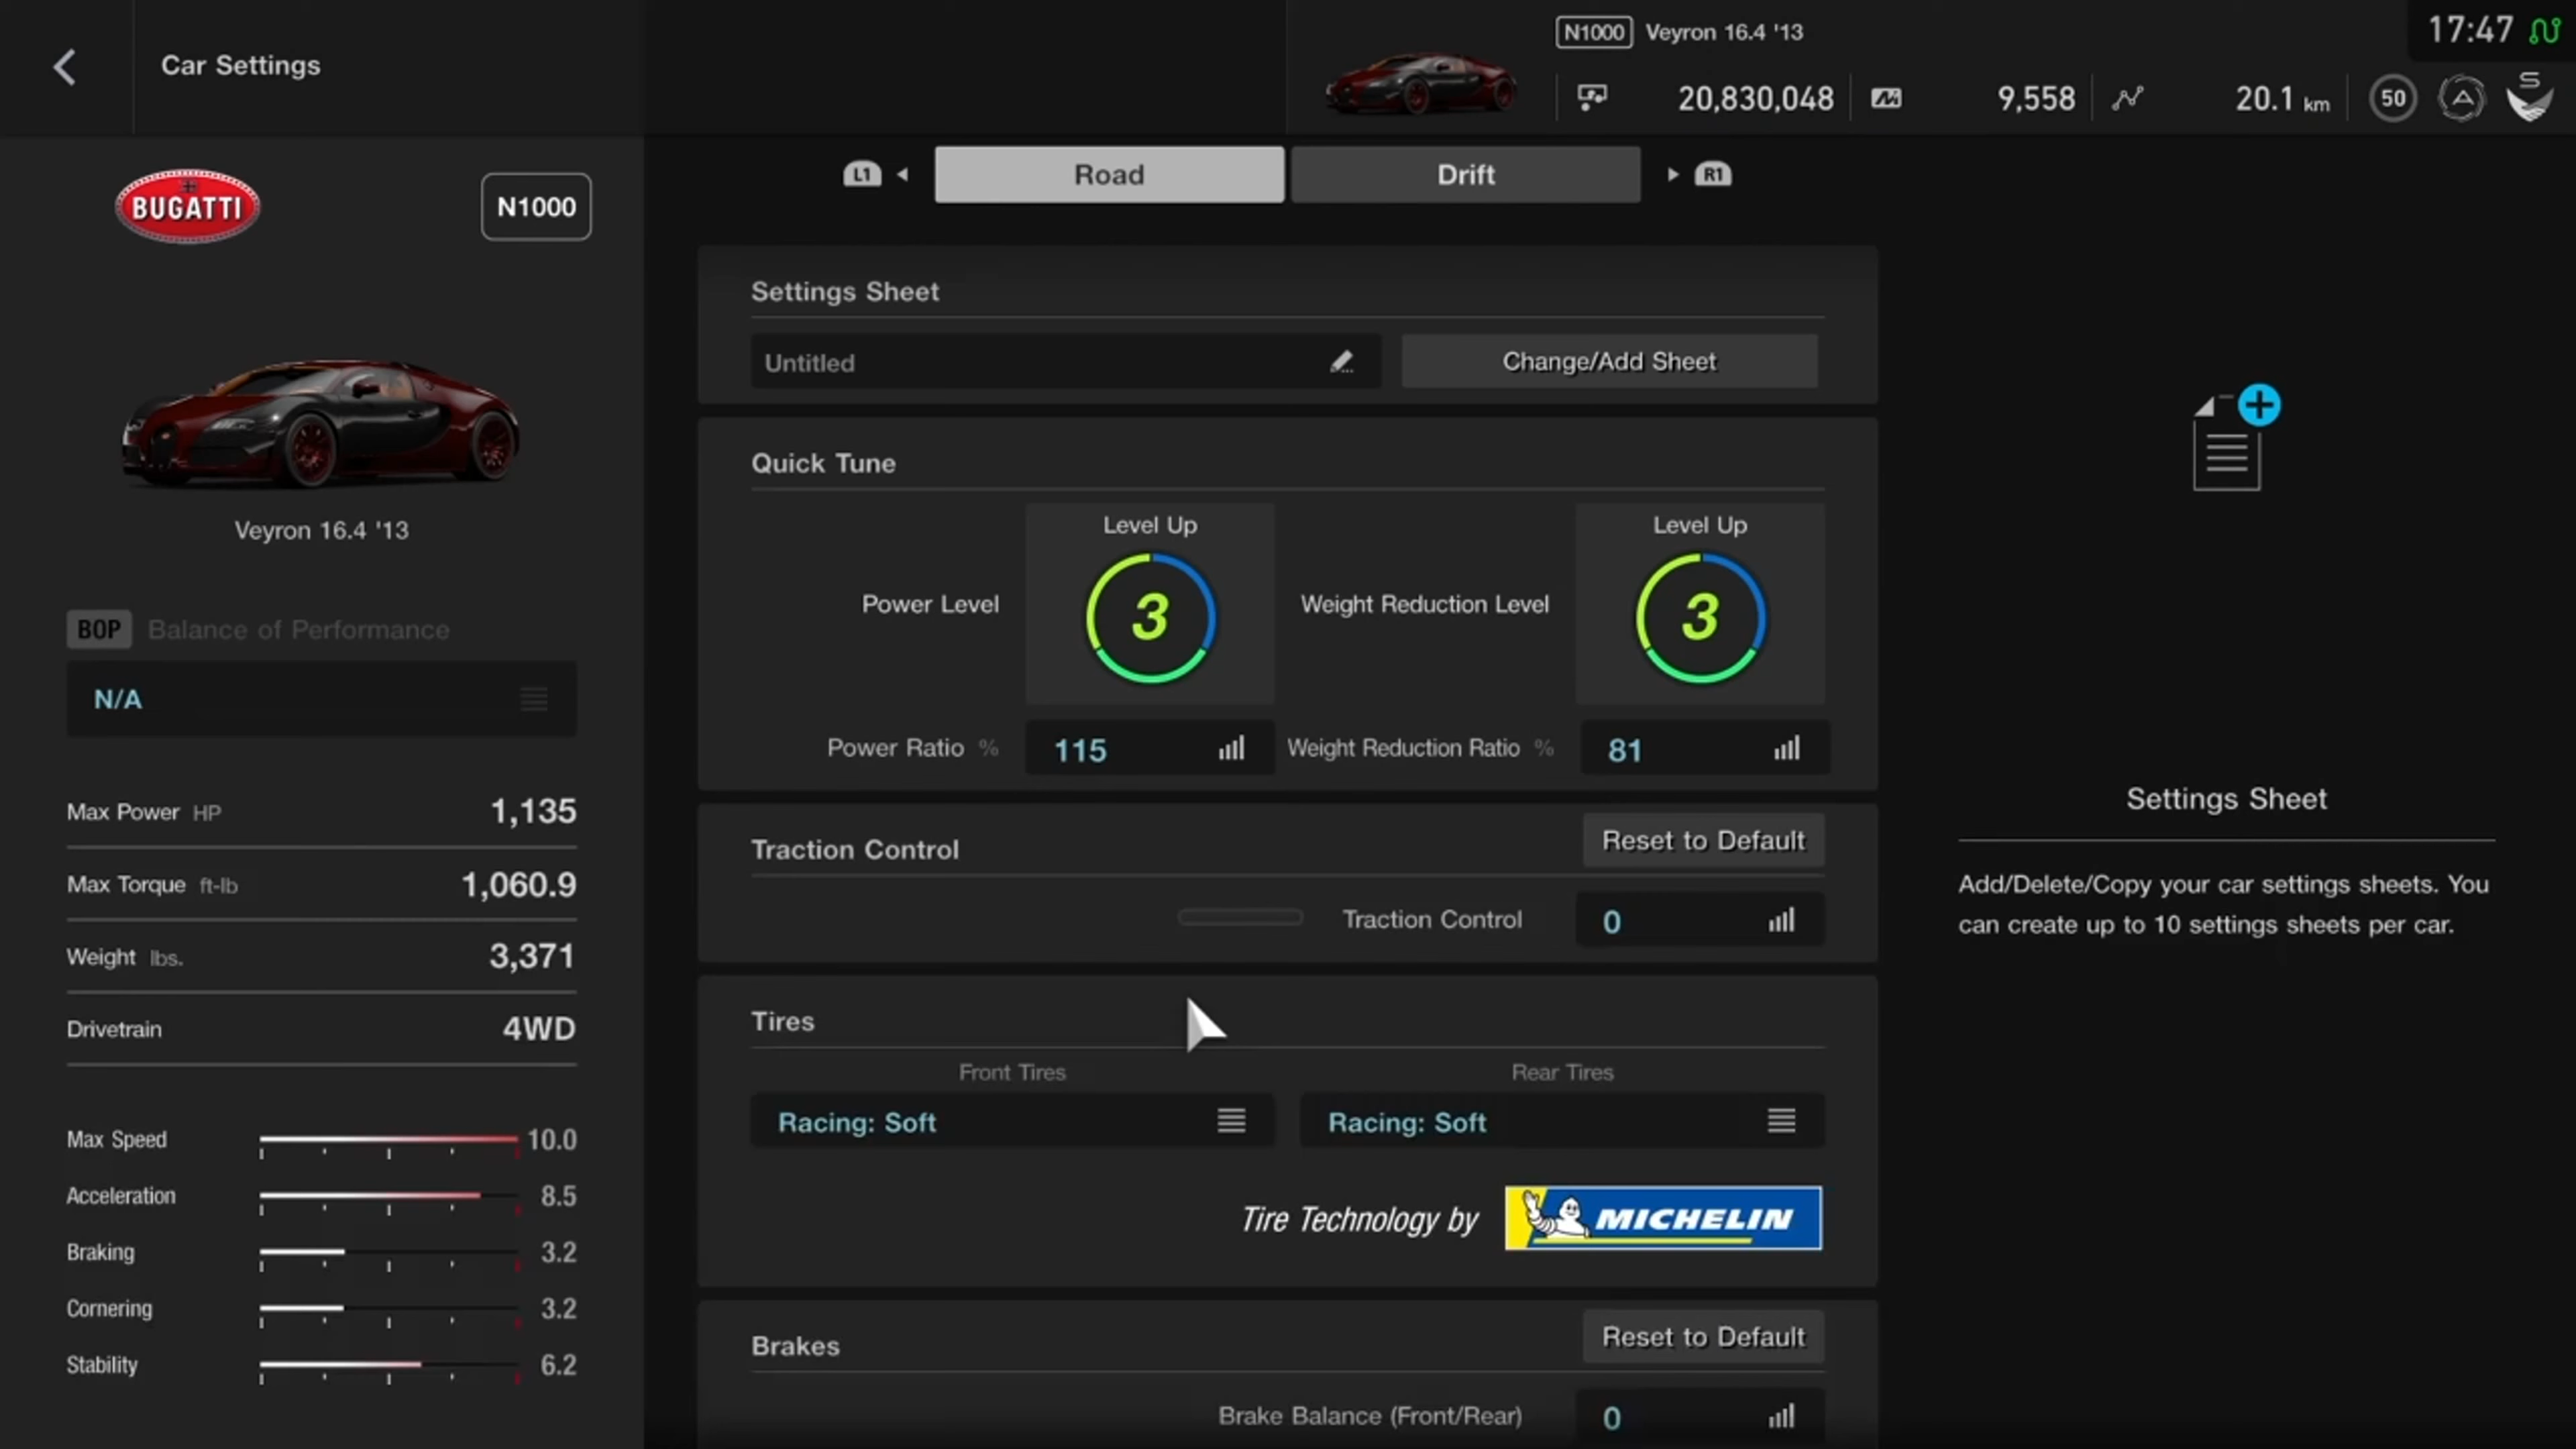 Car Settings
N1000 Veyron 16.4 '13
17:47
20,830,048
9,558
20.1 km
50
A
S
BUGATTI
N1000
Veyron 16.4 '13
BOP Balance of Performance
N/A
Max Power HP 1,135
Max Torque ft-lb 1,060.9
Weight lbs. 3,371
Drivetrain 4WD
Max Speed 10.0
Acceleration 8.5
Braking 3.2
Cornering 3.2
Stability 6.2
L1 Road Drift R1
Settings Sheet
Untitled Change/Add Sheet
Quick Tune
Level Up Level Up
Power Level 3 Weight Reduction Level 3
Power Ratio % 115 Weight Reduction Ratio % 81
Traction Control Reset to Default
Traction Control 0
Tires
Front Tires Rear Tires
Racing: Soft Racing: Soft
Tire Technology by MICHELIN
Brakes Reset to Default
Brake Balance (Front/Rear) 0
Settings Sheet
Add/Delete/Copy your car settings sheets. You
can create up to 10 settings sheets per car.